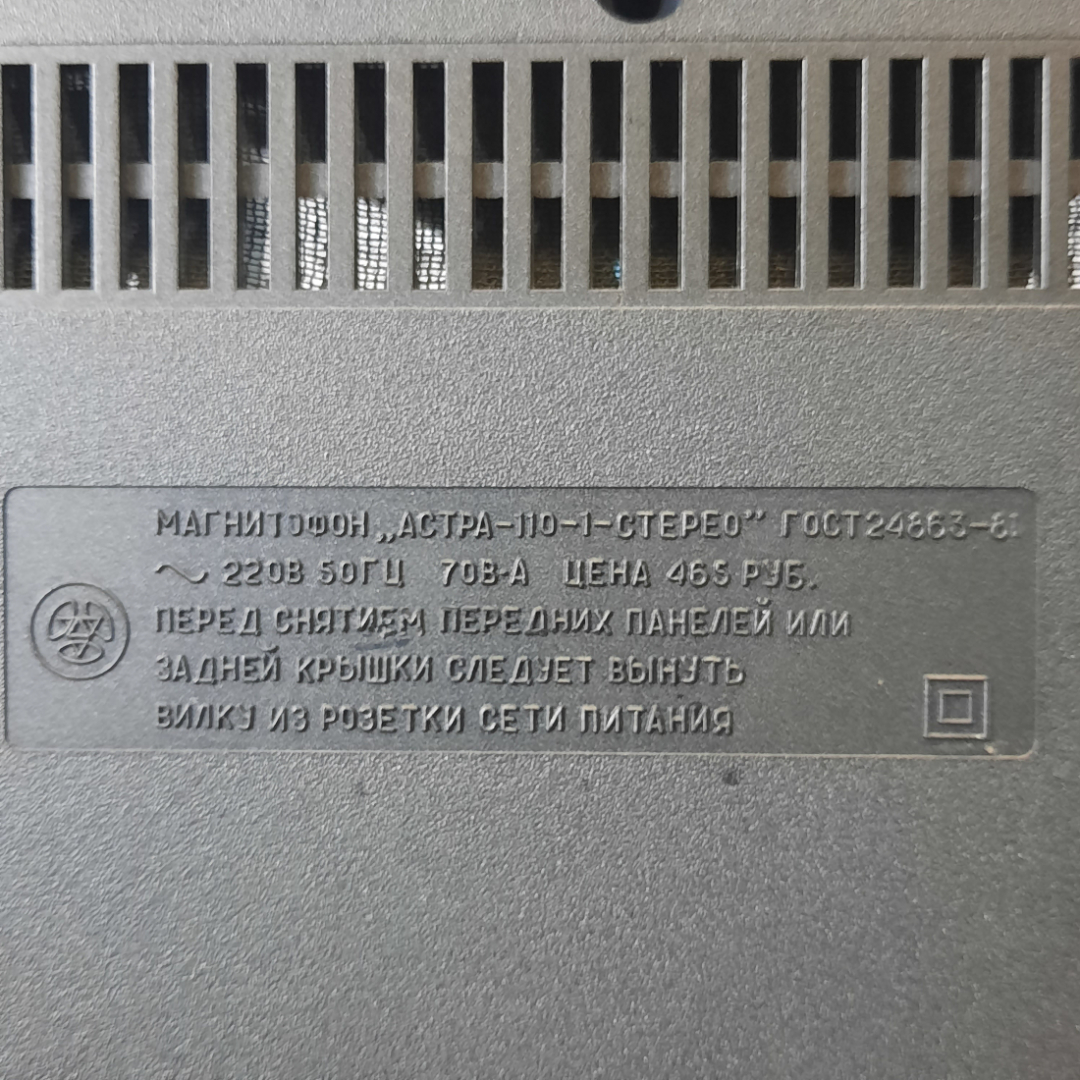 МАГНИТОФОН „АСТРА-110-1-СТЕРЕО” ГОСТ24863-81
~ 220В 50ГЦ 70В·А ЦЕНА 465 РУБ.
ПЕРЕД СНЯТИЕМ ПЕРЕДНИХ ПАНЕЛЕЙ ИЛИ
ЗАДНЕЙ КРЫШКИ СЛЕДУЕТ ВЫНУТЬ
ВИЛКУ ИЗ РОЗЕТКИ СЕТИ ПИТАНИЯ